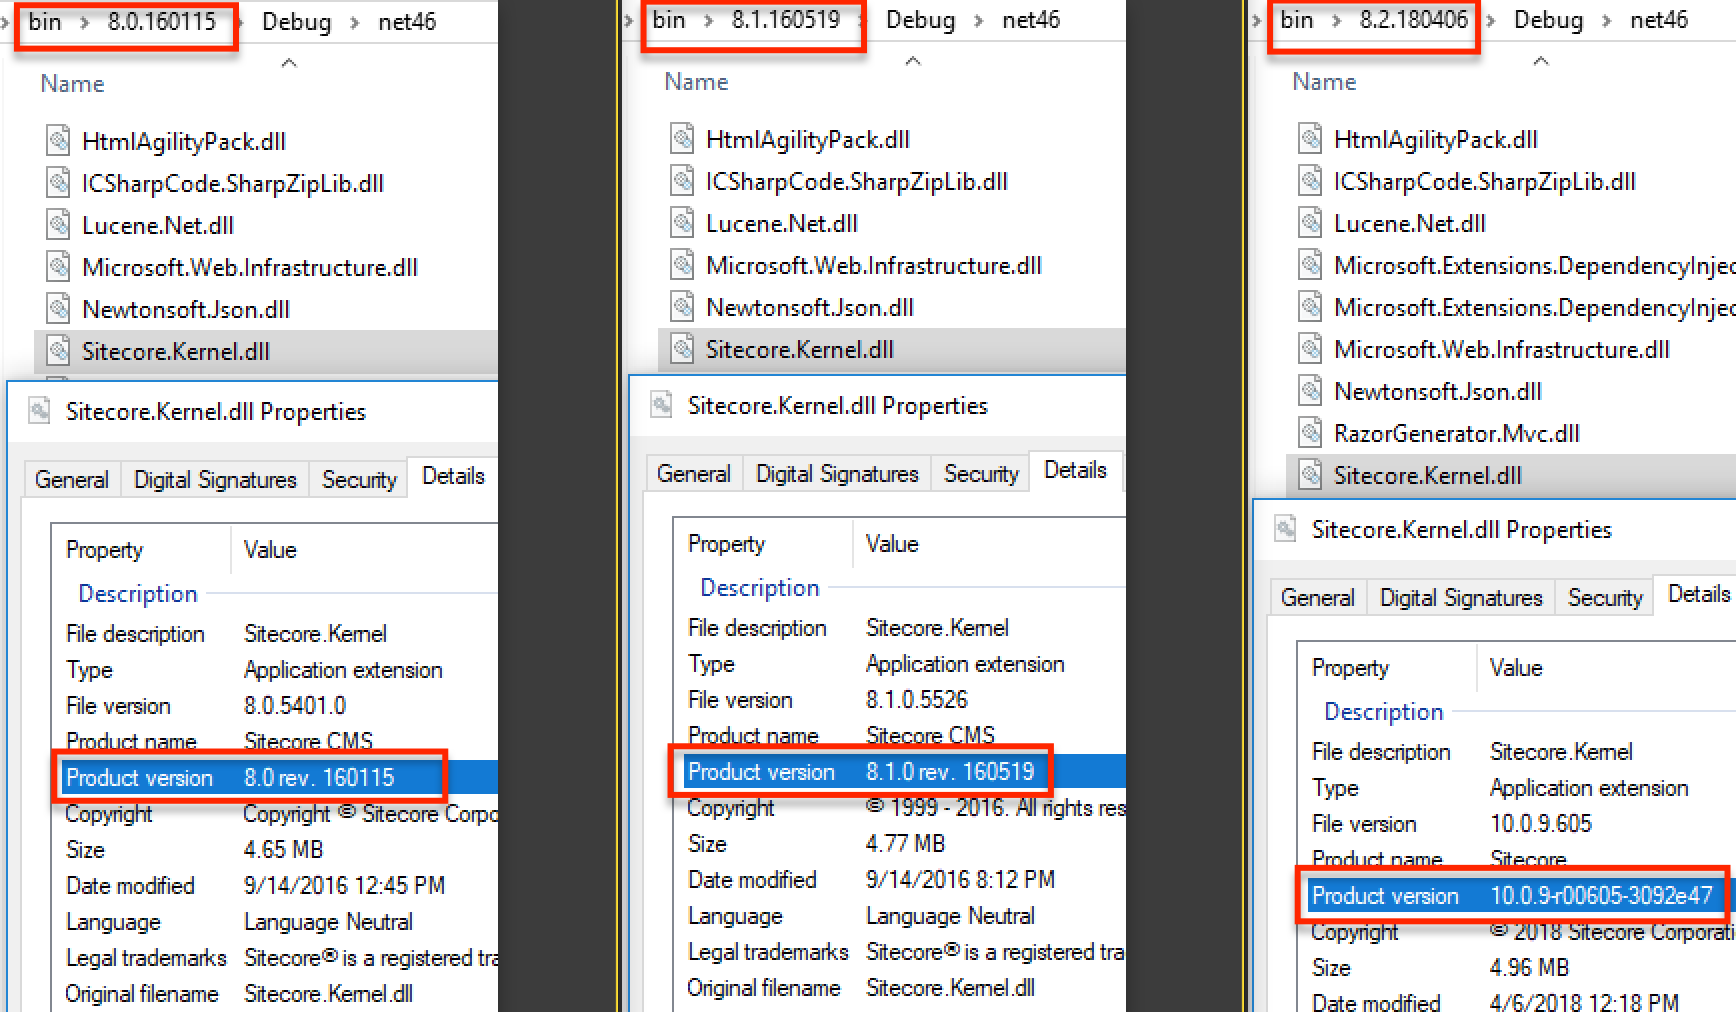 bin > 8.0.160115 > Debug > net46
Name
HtmlAgilityPack.dll
ICSharpCode.SharpZipLib.dll
Lucene.Net.dll
Microsoft.Web.Infrastructure.dll
Newtonsoft.Json.dll
Sitecore.Kernel.dll
Sitecore.Kernel.dll Properties
General Digital Signatures Security Details
Property Value
Description
File description Sitecore.Kernel
Type Application extension
File version 8.0.5401.0
Product name Sitecore CMS
Product version 8.0 rev. 160115
Copyright Copyright © Sitecore Corpo
Size 4.65 MB
Date modified 9/14/2016 12:45 PM
Language Language Neutral
Legal trademarks Sitecore® is a registered tra
Original filename Sitecore.Kernel.dll
bin > 8.1.160519 > Debug > net46
Name
HtmlAgilityPack.dll
ICSharpCode.SharpZipLib.dll
Lucene.Net.dll
Microsoft.Web.Infrastructure.dll
Newtonsoft.Json.dll
Sitecore.Kernel.dll
Sitecore.Kernel.dll Properties
General Digital Signatures Security Details
Property Value
Description
File description Sitecore.Kernel
Type Application extension
File version 8.1.0.5526
Product name Sitecore CMS
Product version 8.1.0 rev. 160519
Copyright © 1999 - 2016. All rights res
Size 4.77 MB
Date modified 9/14/2016 8:12 PM
Language Language Neutral
Legal trademarks Sitecore® is a registered tra
Original filename Sitecore.Kernel.dll
bin > 8.2.180406 > Debug > net46
Name
HtmlAgilityPack.dll
ICSharpCode.SharpZipLib.dll
Lucene.Net.dll
Microsoft.Extensions.DependencyInjec
Microsoft.Extensions.DependencyInjec
Microsoft.Web.Infrastructure.dll
Newtonsoft.Json.dll
RazorGenerator.Mvc.dll
Sitecore.Kernel.dll
Sitecore.Kernel.dll Properties
General Digital Signatures Security Details
Property Value
Description
File description Sitecore.Kernel
Type Application extension
File version 10.0.9.605
Product name Sitecore
Product version 10.0.9-r00605-3092e47
Copyright © 2018 Sitecore Corporati
Size 4.96 MB
Date modified 4/6/2018 12:18 PM